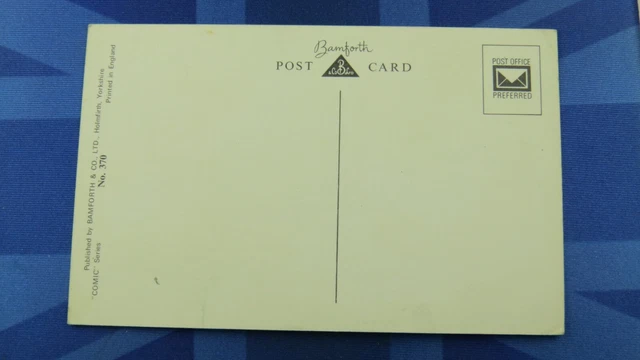 Bamforth
POST B CARD
POST OFFICE
PREFERRED
"COMIC" Series
Published by BAMFORTH & CO., LTD., Holmfirth, Yorkshire
No. 370
Printed in England